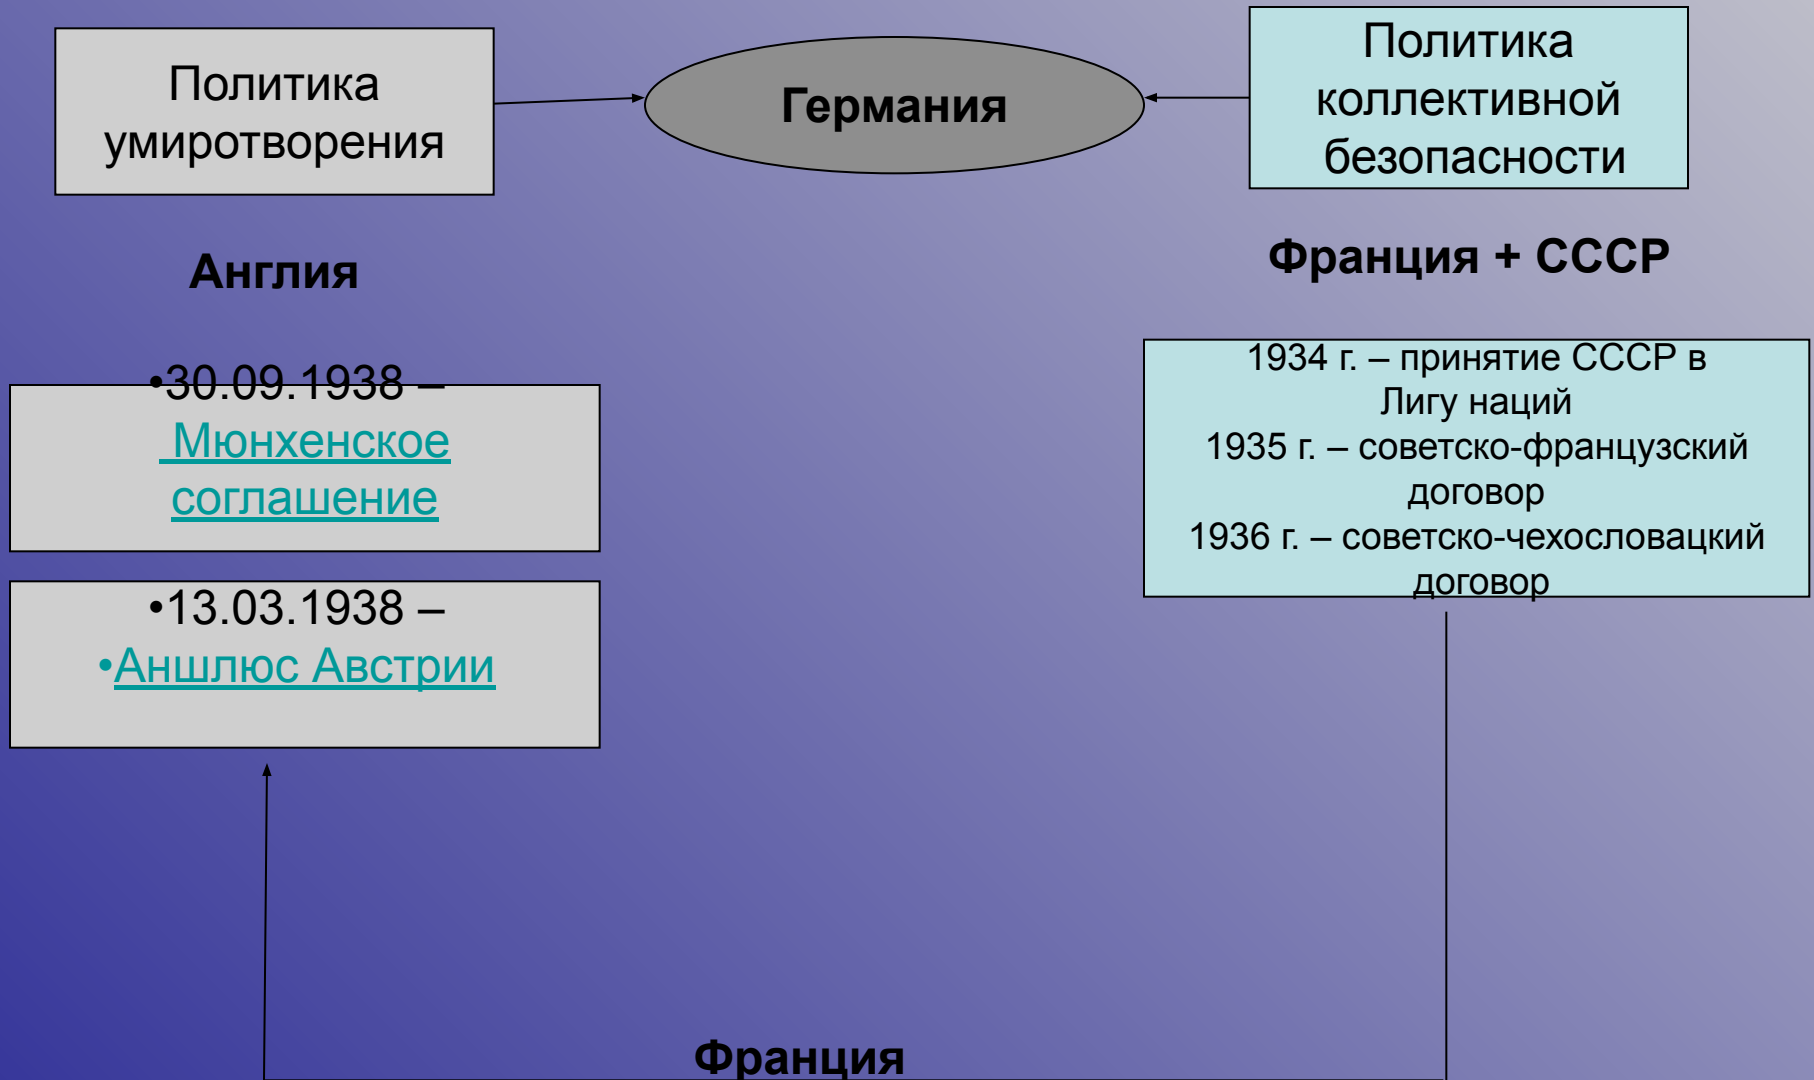 Политика
умиротворения
Германия
Политика
коллективной
безопасности
Англия
Франция + СССР
•30.09.1938 –
Мюнхенское
соглашение
•13.03.1938 –
•Аншлюс Австрии
1934 г. – принятие СССР в
Лигу наций
1935 г. – советско-французский
договор
1936 г. – советско-чехословацкий
договор
Франция